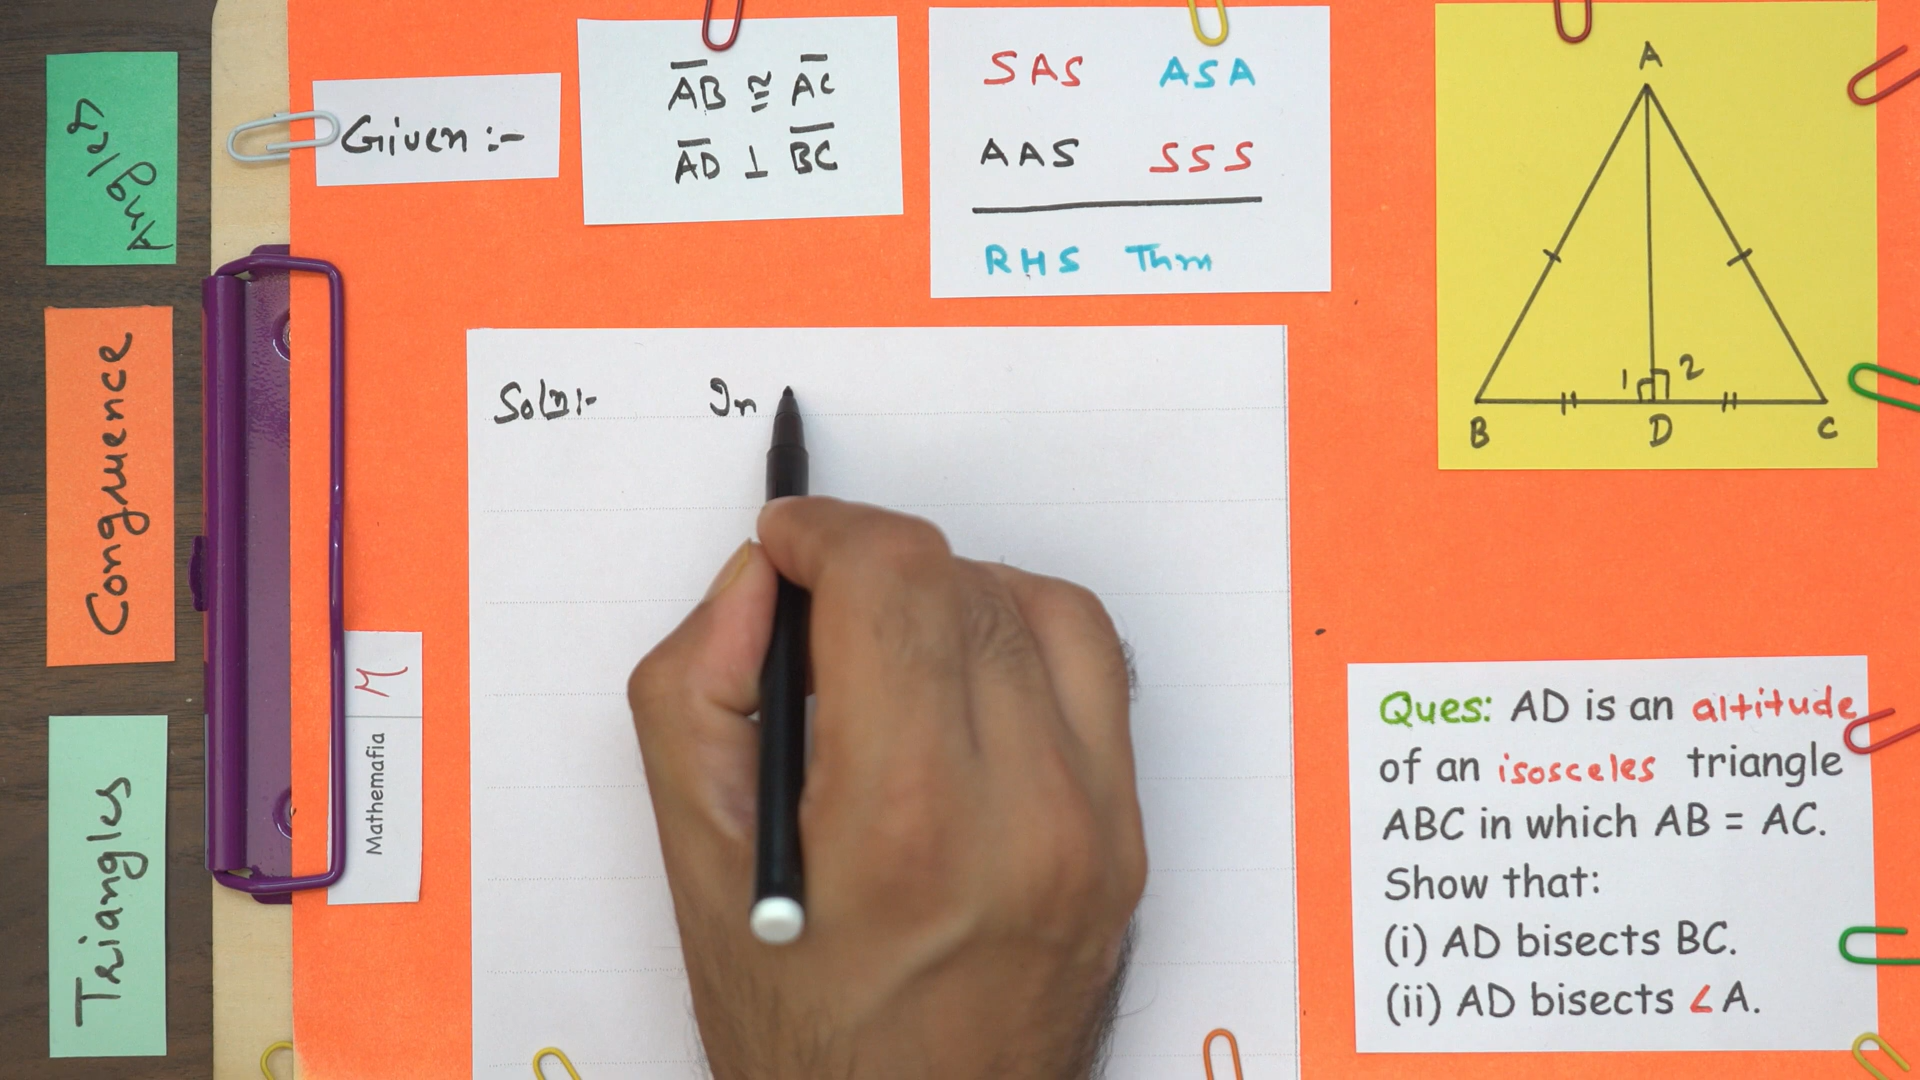 Angles
Congruence
Triangles
Given :-
AB ≅ AC
AD ⊥ BC
SAS ASA
AAS SSS
RHS Thm
A
1 2
B D C
Soln:- In
M
Mathemafia
Ques: AD is an altitude
of an isosceles triangle
ABC in which AB = AC.
Show that:
(i) AD bisects BC.
(ii) AD bisects ∠A.